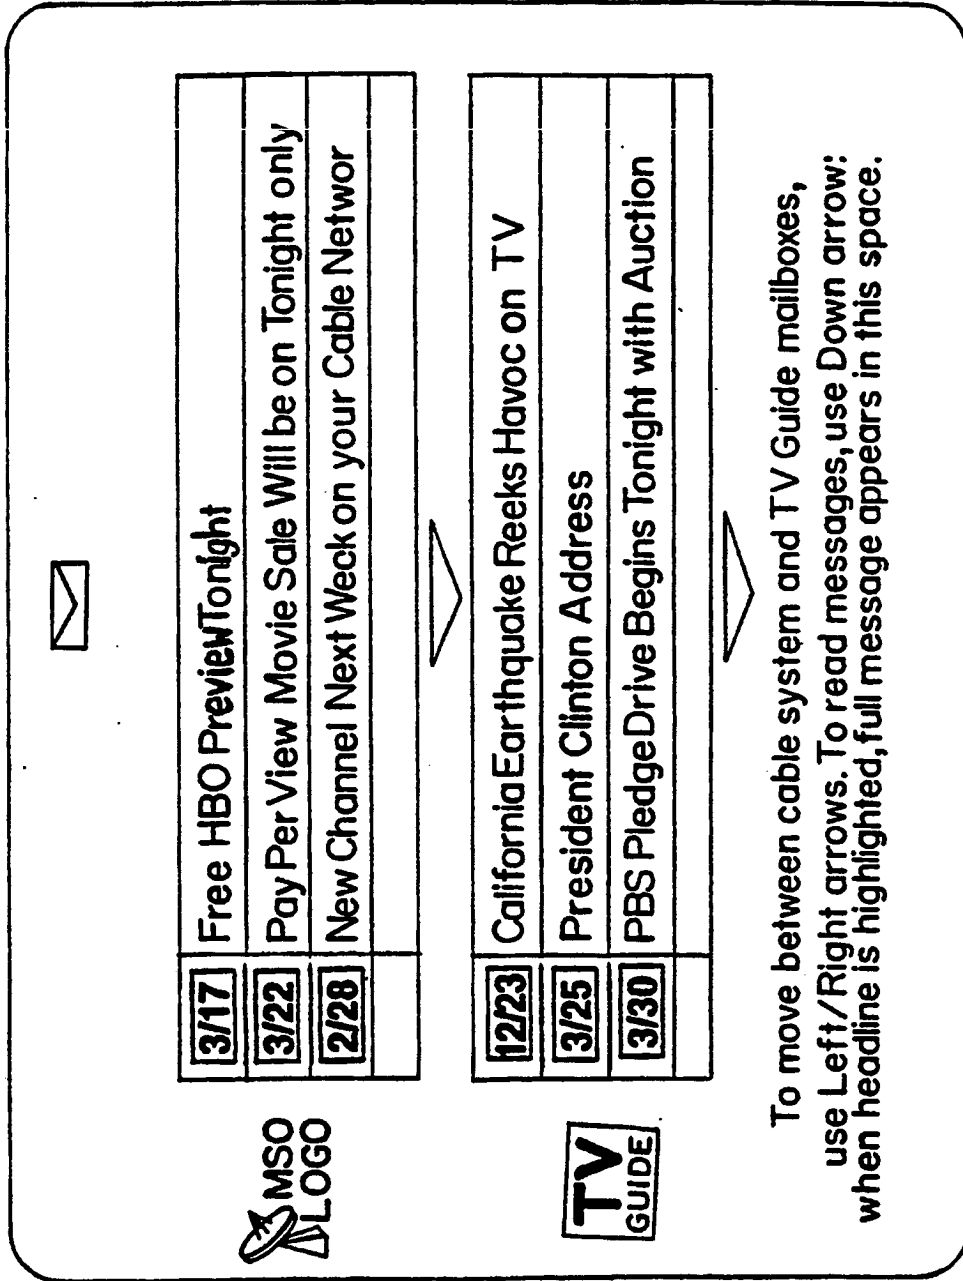 MSO
LOGO
3/17 Free HBO Preview Tonight
3/22 Pay Per View Movie Sale Will be on Tonight only
2/28 New Channel Next Weck on your Cable Networ
TV
GUIDE
12/23 California Earthquake Reeks Havoc on TV
3/25 President Clinton Address
3/30 PBS Pledge Drive Begins Tonight with Auction
To move between cable system and TV Guide mailboxes,
use Left/Right arrows. To read messages, use Down arrow:
when headline is highlighted, full message appears in this space.